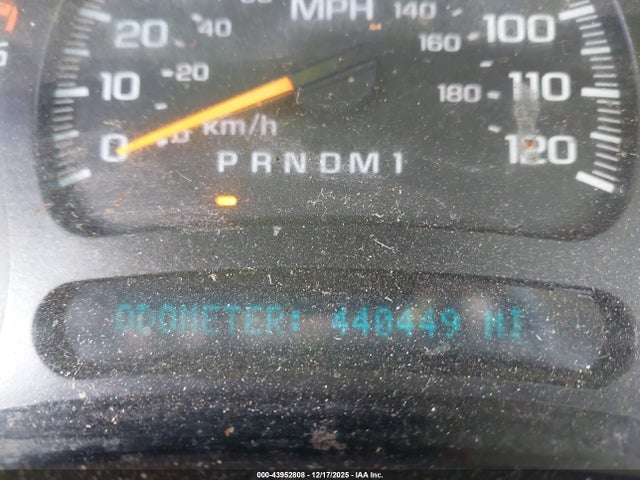 MPH 140
20 40 160 100
10 20 180 110
0 km/h 120
PRNDM1
ODOMETER: 440449 MI
000-43952808 - 12/17/2025 - IAA Inc.